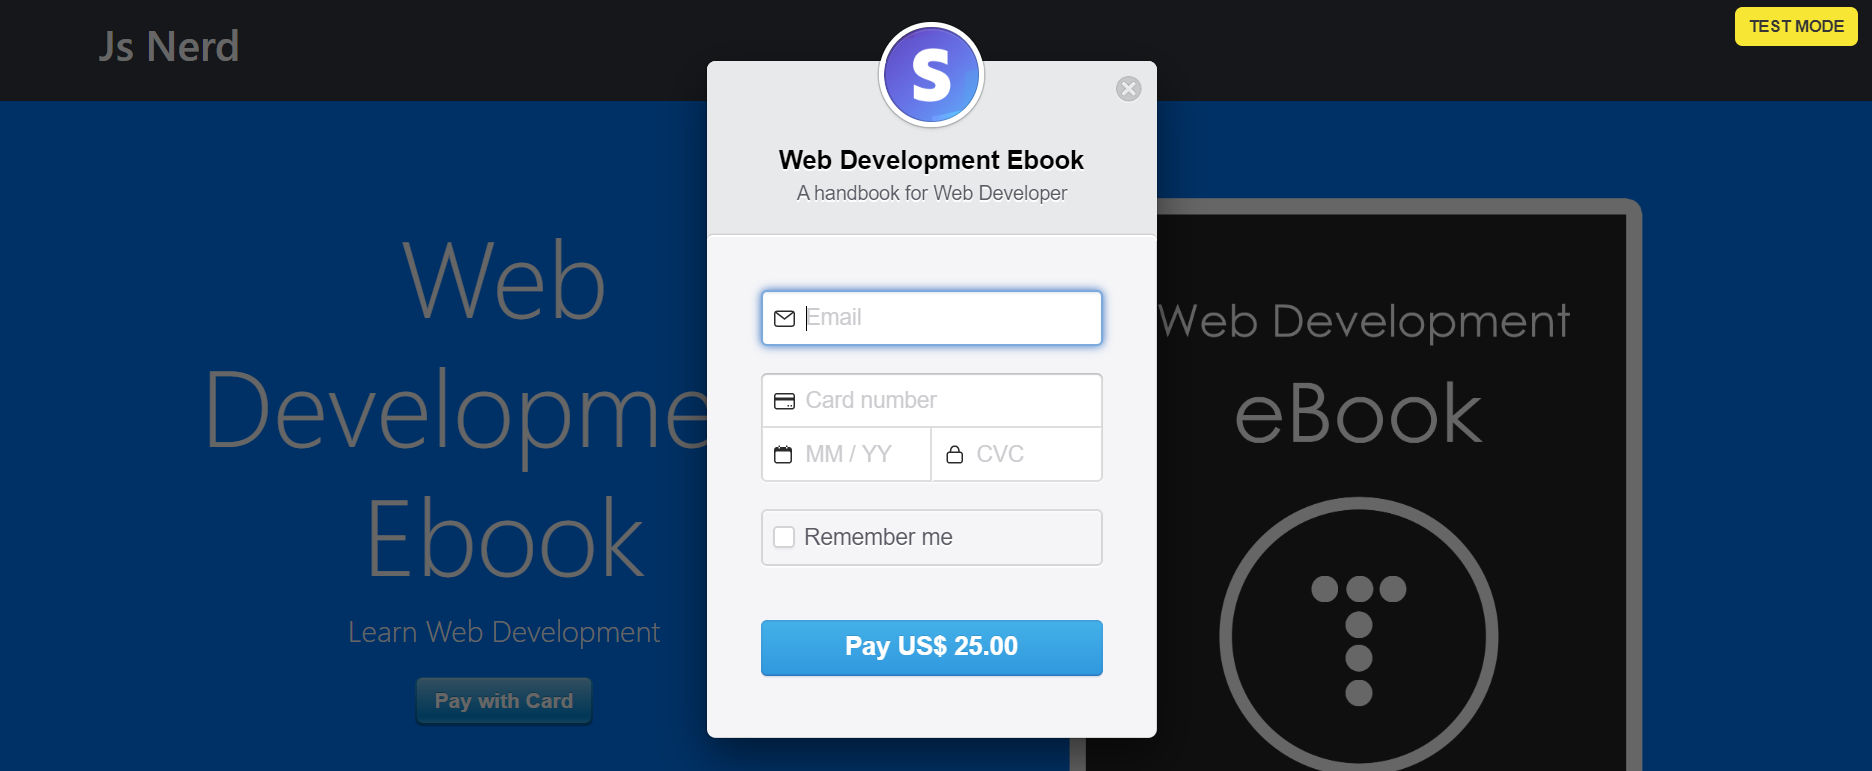 Js Nerd
TEST MODE
S
Web Development Ebook
A handbook for Web Developer
Email
Card number
MM / YY
CVC
Remember me
Pay US$ 25.00
Web
Developme
Ebook
Learn Web Development
Pay with Card
Web Development
eBook